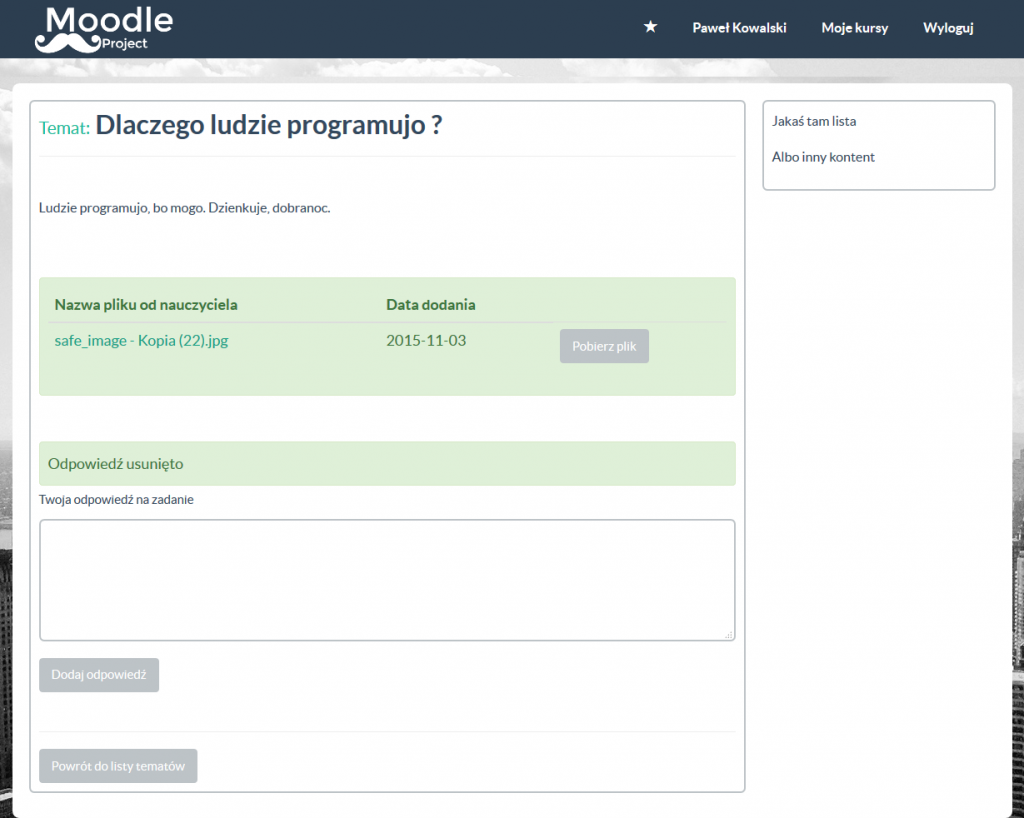 Moodle
Project
Paweł Kowalski
Moje kursy
Wyloguj
Temat: Dlaczego ludzie programujo ?
Ludzie programujo, bo mogo. Dzienkuje, dobranoc.
Nazwa pliku od nauczyciela Data dodania
safe_image - Kopia (22).jpg 2015-11-03 Pobierz plik
Odpowiedź usunięto
Twoja odpowiedź na zadanie
Dodaj odpowiedź
Powrót do listy tematów
Jakaś tam lista
Albo inny kontent